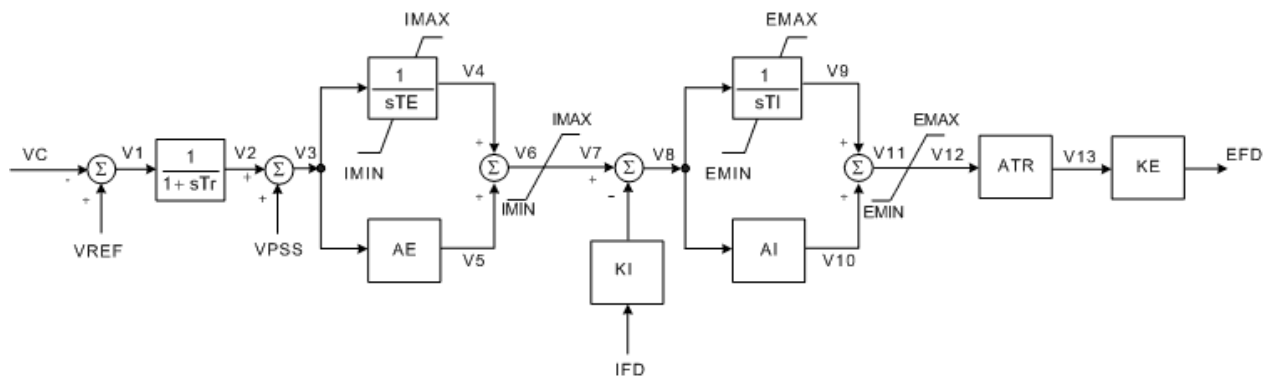 IMAX
EMAX
1
sTE
V4
1
sTI
V9
VC
-
Σ
÷
V1
1
1+ sTr
V2
+
Σ
+
V3
IMIN
÷
Σ
÷
V6
IMAX
IMIN
V7
+
Σ
-
V8
EMIN
÷
Σ
÷
V11
EMAX
EMIN
V12
ATR
V13
KE
EFD
VREF
VPSS
AE
V5
KI
AI
V10
IFD